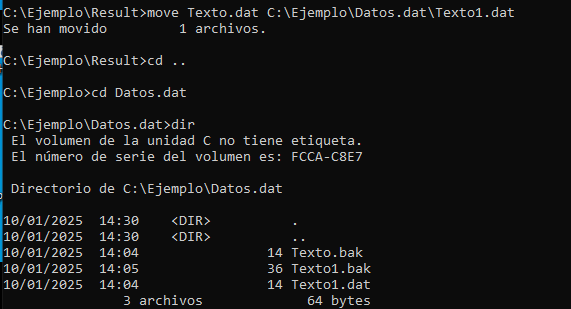 C:\Ejemplo\Result>move Texto.dat C:\Ejemplo\Datos.dat\Texto1.dat
Se han movido         1 archivos.
C:\Ejemplo\Result>cd ..
C:\Ejemplo>cd Datos.dat
C:\Ejemplo\Datos.dat>dir
 El volumen de la unidad C no tiene etiqueta.
 El número de serie del volumen es: FCCA-C8E7
 Directorio de C:\Ejemplo\Datos.dat
10/01/2025  14:30    <DIR>          .
10/01/2025  14:30    <DIR>          ..
10/01/2025  14:04                14 Texto.bak
10/01/2025  14:05                36 Texto1.bak
10/01/2025  14:04                14 Texto1.dat
               3 archivos             64 bytes